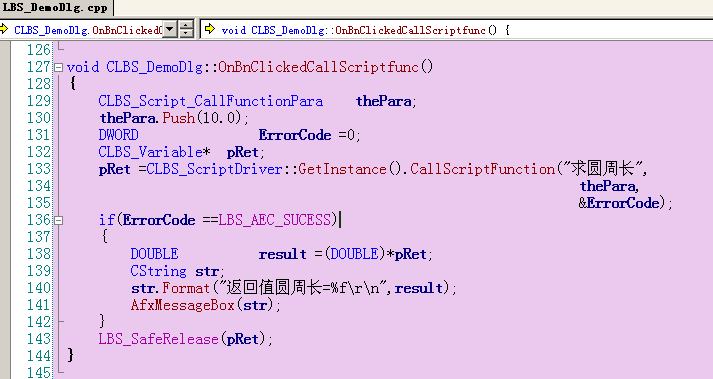 LBS_DemoDlg.cpp
CLBS_DemoDlg.OnBnClickedC void CLBS_DemoDlg::OnBnClickedCallScriptfunc() {
126
127 void CLBS_DemoDlg::OnBnClickedCallScriptfunc()
128 {
129 CLBS_Script_CallFunctionPara thePara;
130 thePara.Push(10.0);
131 DWORD ErrorCode =0;
132 CLBS_Variable* pRet;
133 pRet =CLBS_ScriptDriver::GetInstance().CallScriptFunction("求圆周长",
134 thePara,
135 &ErrorCode);
136 if(ErrorCode ==LBS_AEC_SUCESS)
137 {
138 DOUBLE result =(DOUBLE)*pRet;
139 CString str;
140 str.Format("返回值圆周长=%f\r\n",result);
141 AfxMessageBox(str);
142 }
143 LBS_SafeRelease(pRet);
144 }
145